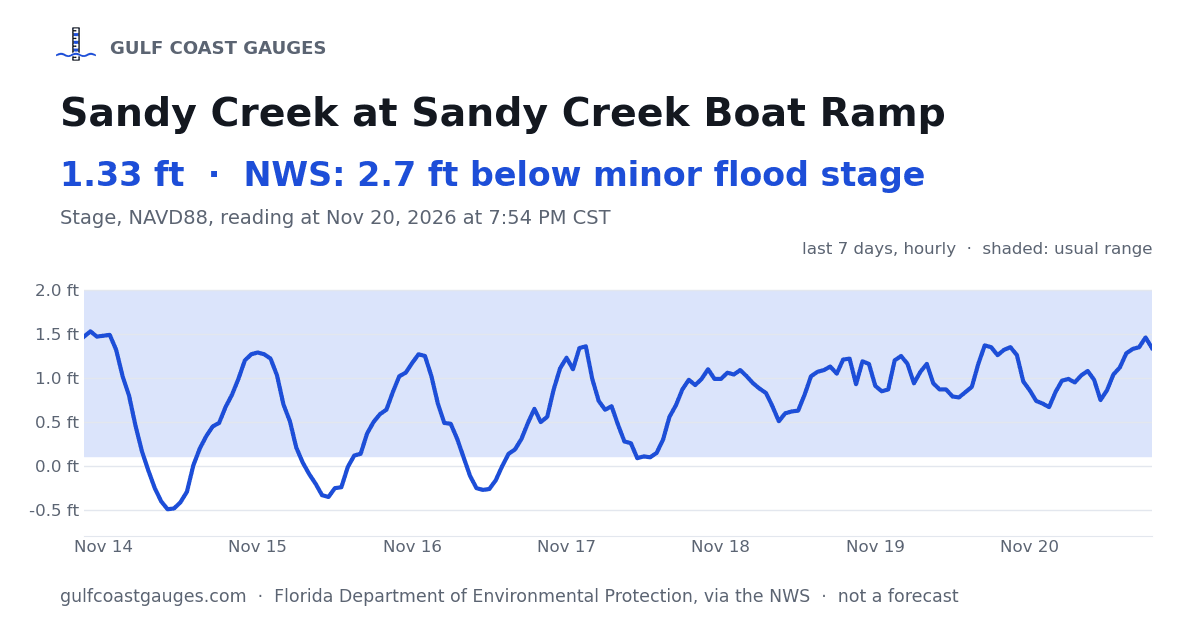 GULF COAST GAUGES
Sandy Creek at Sandy Creek Boat Ramp
1.33 ft · NWS: 2.7 ft below minor flood stage
Stage, NAVD88, reading at Nov 20, 2026 at 7:54 PM CST
last 7 days, hourly · shaded: usual range
2.0 ft
1.5 ft
1.0 ft
0.5 ft
0.0 ft
-0.5 ft
Nov 14 Nov 15 Nov 16 Nov 17 Nov 18 Nov 19 Nov 20
gulfcoastgauges.com · Florida Department of Environmental Protection, via the NWS · not a forecast